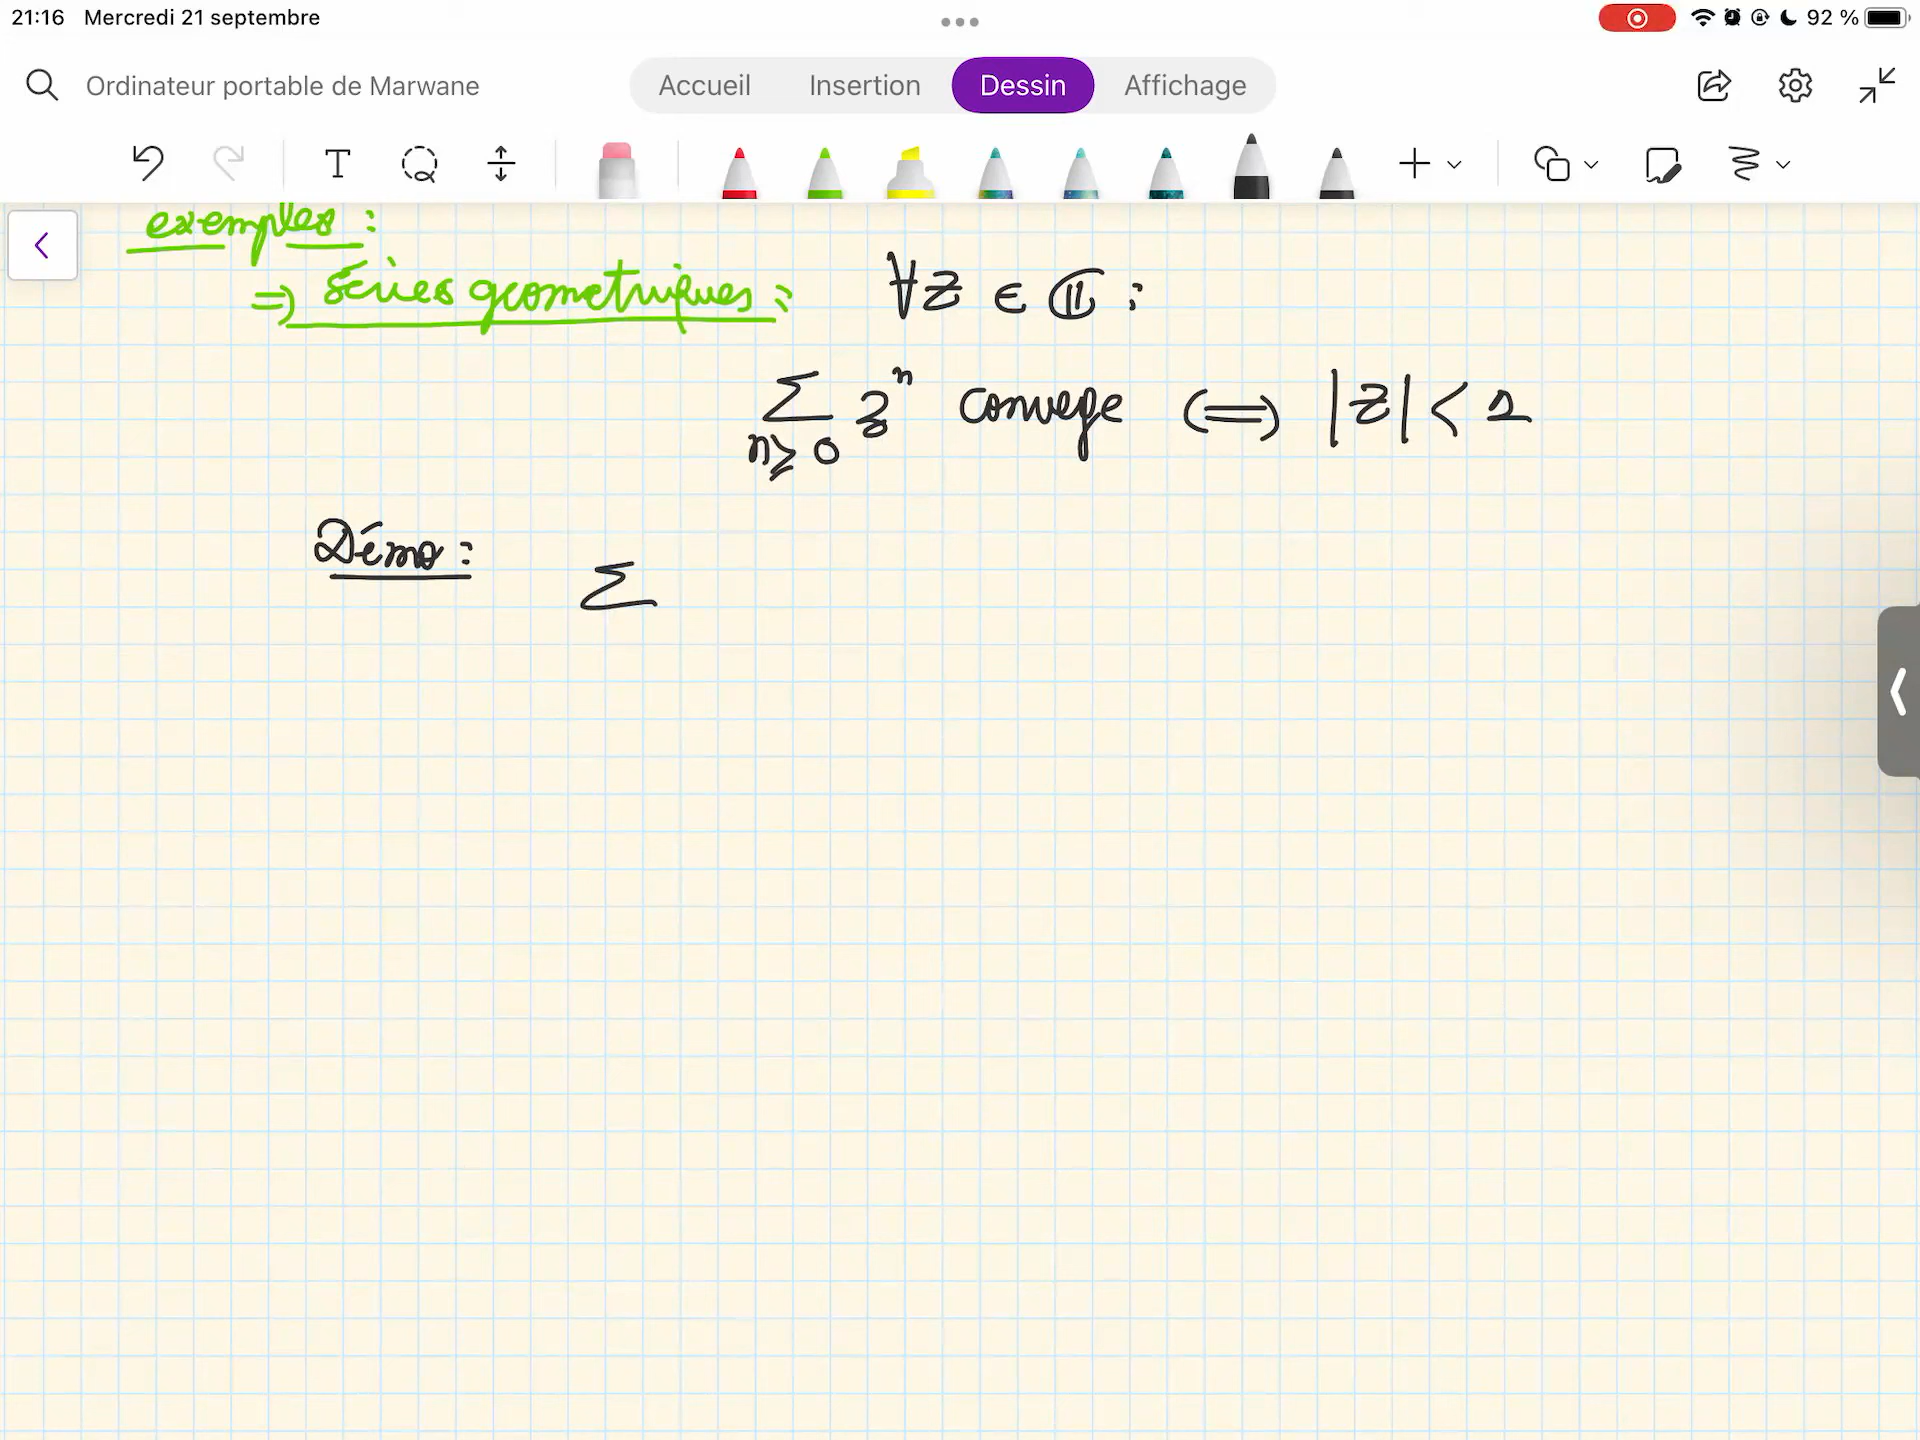 21:16 Mercredi 21 septembre 92 %
Ordinateur portable de Marwane Accueil Insertion Dessin Affichage
T
exemples :
=> séries geometriques : ∀z ∈ ℂ :
∑ z^n converge <=> |z| < 1
n≥0
Démo : ∑